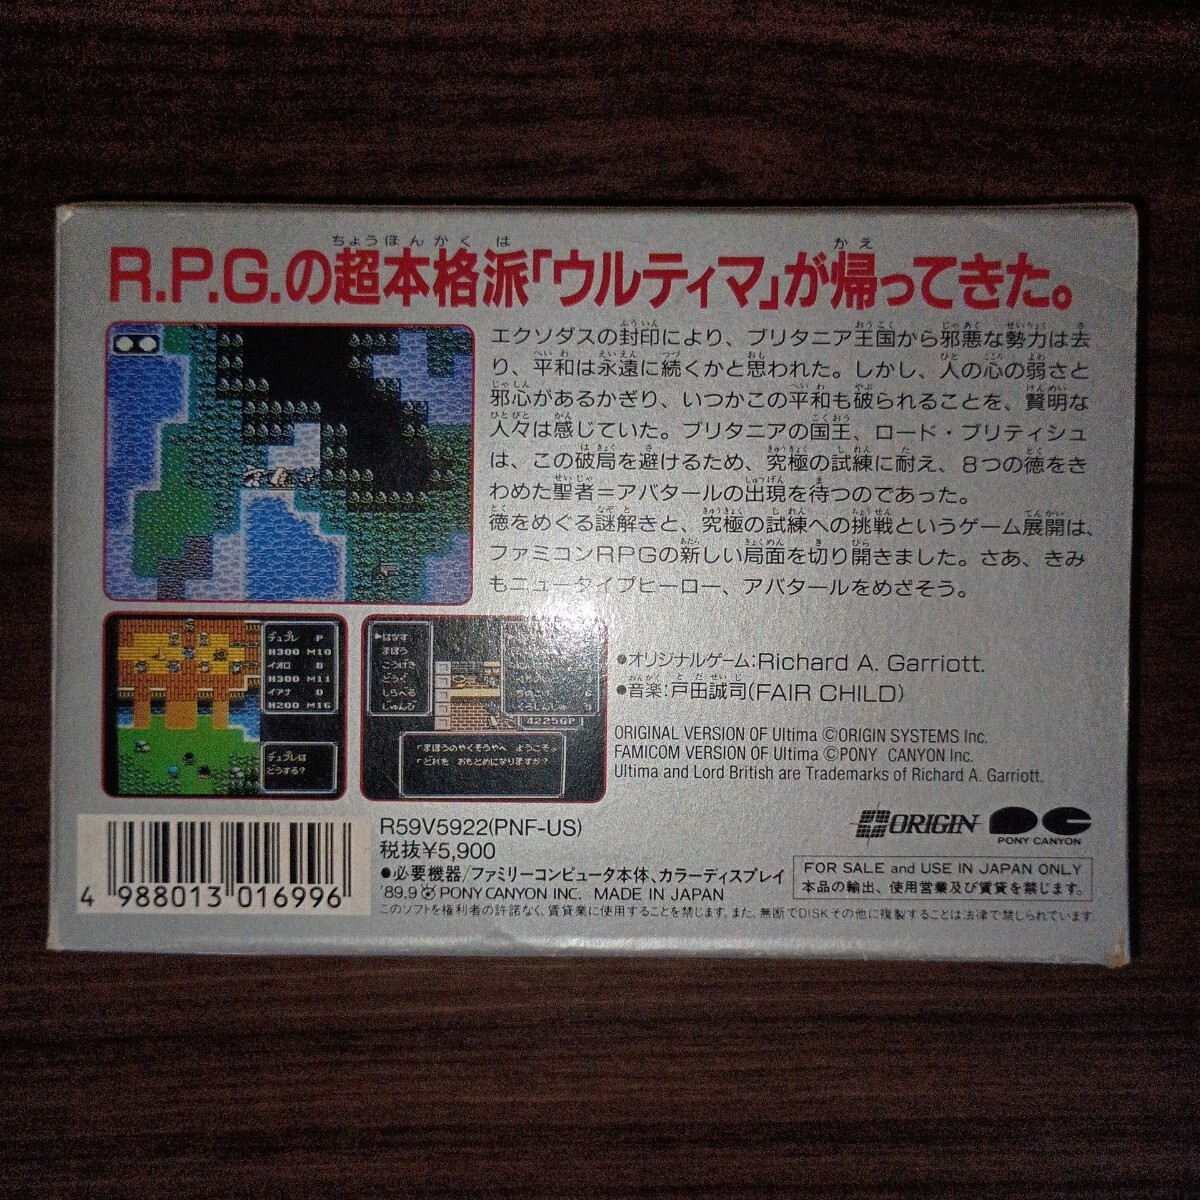 R.P.G.の超本格派「ウルティマ」が帰ってきた。
ちょうほんかくは
かえ
エクソダスの封印により、ブリタニア王国から邪悪な勢力は去
り、平和は永遠に続くかと思われた。しかし、人の心の弱さと
邪心があるかぎり、いつかこの平和も破られることを、賢明な
人々は感じていた。ブリタニアの国王、ロード・ブリティシュ
は、この破局を避けるため、究極の試練に耐え、8つの徳をき
わめた聖者=アバタールの出現を待つのであった。
徳をめぐる謎解きと、究極の試練への挑戦というゲーム展開は、
ファミコンRPGの新しい局面を切り開きました。さあ、きみ
もニュータイプヒーロー、アバタールをめざそう。
デュプレ P
H300 M10
イオロ B
H300 M11
イアナ D
H200 M16
デュプレは
どうする?
▶はなす
まほう
こうげき
どうぐ
しらべる
じゅんび
4225GP
「まほうのやくそうやへ ようこそ。
「どれを おもとめになりますか?
●オリジナルゲーム:Richard A. Garriott.
●音楽:戸田誠司(FAIR CHILD)
おんがく とだせいじ
ORIGINAL VERSION OF Ultima ©ORIGIN SYSTEMS Inc.
FAMICOM VERSION OF Ultima ©PONY CANYON Inc.
Ultima and Lord British are Trademarks of Richard A. Garriott.
ORIGIN
PONY CANYON
R59V5922(PNF-US)
税抜¥5,900
●必要機器/ファミリーコンピュータ本体、カラーディスプレイ
'89.9 PONY CANYON INC. MADE IN JAPAN
FOR SALE and USE IN JAPAN ONLY
本品の輸出、使用営業及び賃貸を禁じます。
このソフトを権利者の許諾なく、賃貸業に使用することを禁じます。また、無断でDISKその他に複製することは法律で禁じられています。
4 988013 016996